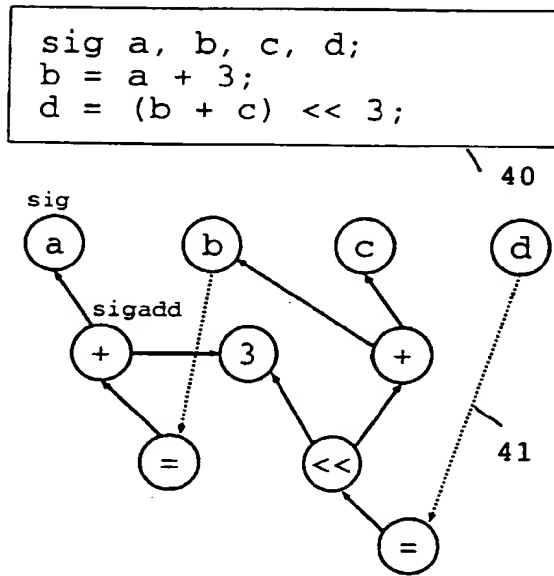 sig a, b, c, d;
b = a + 3;
d = (b + c) << 3;
40
sig
a b c d
sigadd
+ 3 +
= <<
41
=